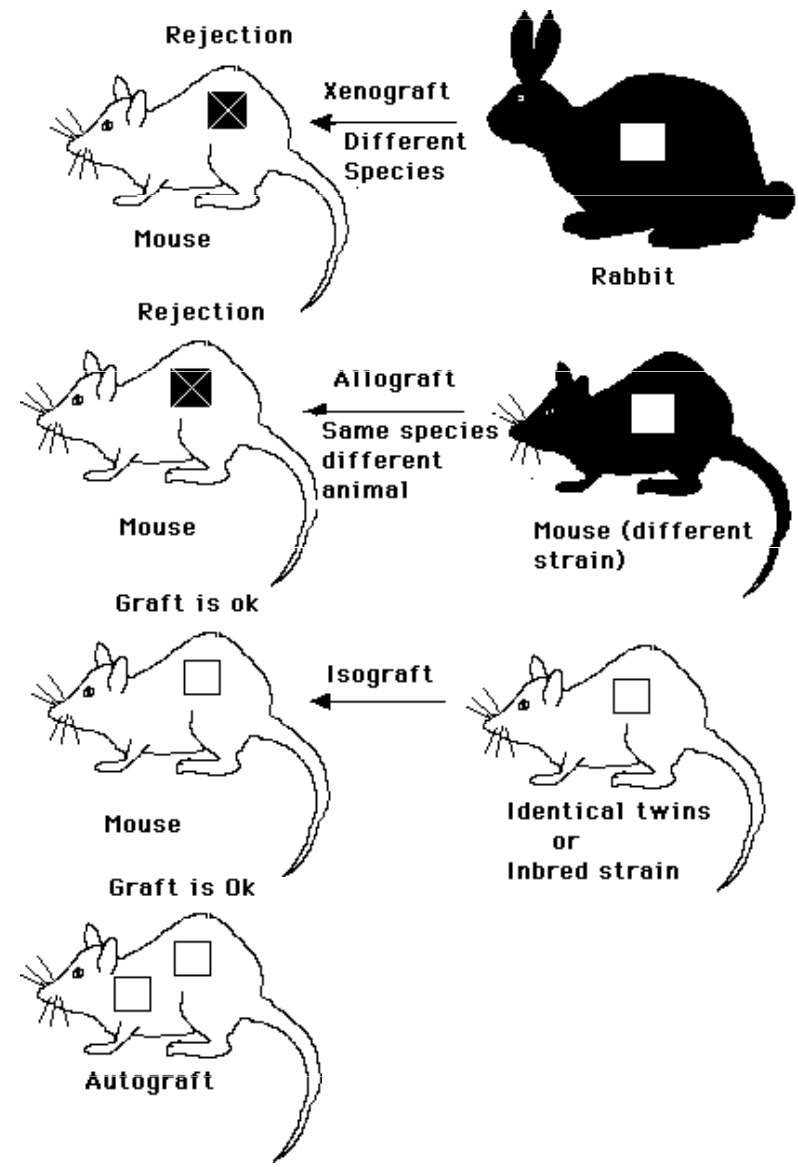 Rejection
Xenograft
Different
Species
Mouse
Rabbit
Rejection
Allograft
Same species
different
animal
Mouse
Mouse (different
strain)
Graft is ok
Isograft
Mouse
Identical twins
or
Inbred strain
Graft is Ok
Autograft